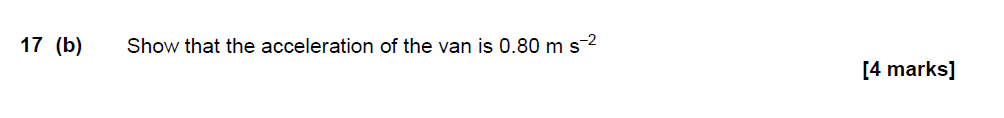 17 (b) Show that the acceleration of the van is 0.80 m s⁻²
[4 marks]